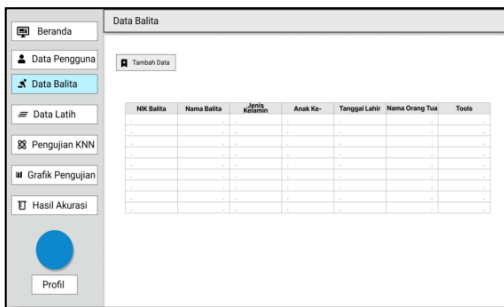 Data Balita
Beranda
Data Pengguna
Data Balita
Data Latih
Pengujian KNN
Grafik Pengujian
Hasil Akurasi
Profil
Tambah Data
NIK Balita Nama Balita Jenis Kelamin Anak Ke- Tanggal Lahir Nama Orang Tua Tools